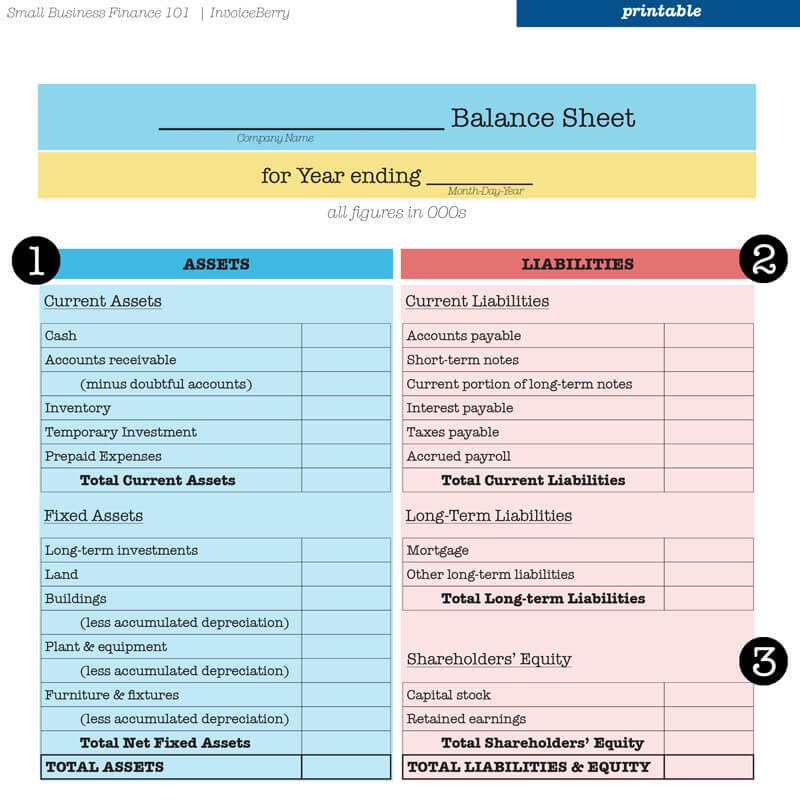 Small Business Finance 101 | InvoiceBerry
printable
Balance Sheet
Company Name
for Year ending
Month-Day-Year
all figures in 000s
1
ASSETS
Current Assets
Cash
Accounts receivable
(minus doubtful accounts)
Inventory
Temporary Investment
Prepaid Expenses
Total Current Assets
Fixed Assets
Long-term investments
Land
Buildings
(less accumulated depreciation)
Plant & equipment
(less accumulated depreciation)
Furniture & fixtures
(less accumulated depreciation)
Total Net Fixed Assets
TOTAL ASSETS
2
LIABILITIES
Current Liabilities
Accounts payable
Short-term notes
Current portion of long-term notes
Interest payable
Taxes payable
Accrued payroll
Total Current Liabilities
Long-Term Liabilities
Mortgage
Other long-term liabilities
Total Long-term Liabilities
3
Shareholders' Equity
Capital stock
Retained earnings
Total Shareholders' Equity
TOTAL LIABILITIES & EQUITY